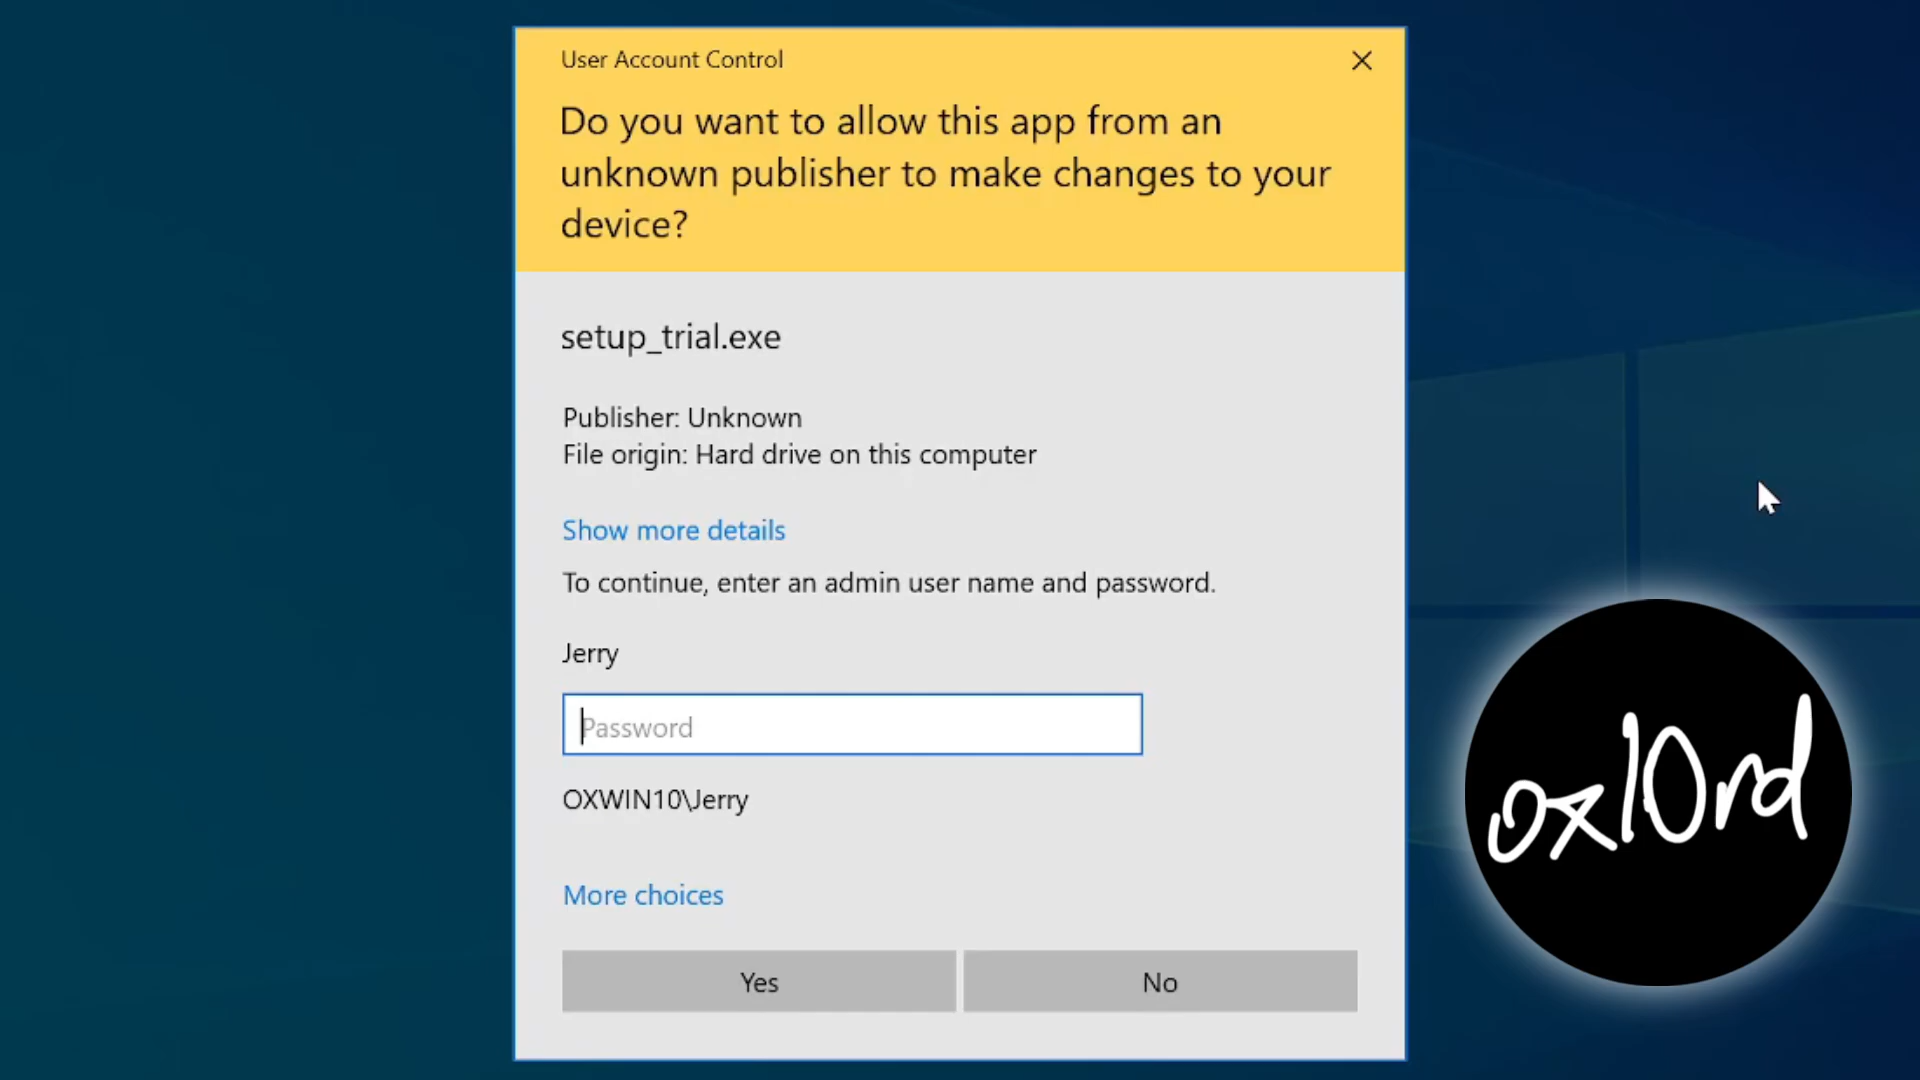 User Account Control
Do you want to allow this app from an
unknown publisher to make changes to your
device?
setup_trial.exe
Publisher: Unknown
File origin: Hard drive on this computer
Show more details
To continue, enter an admin user name and password.
Jerry
Password
OXWIN10\Jerry
More choices
Yes
No
ox10rd